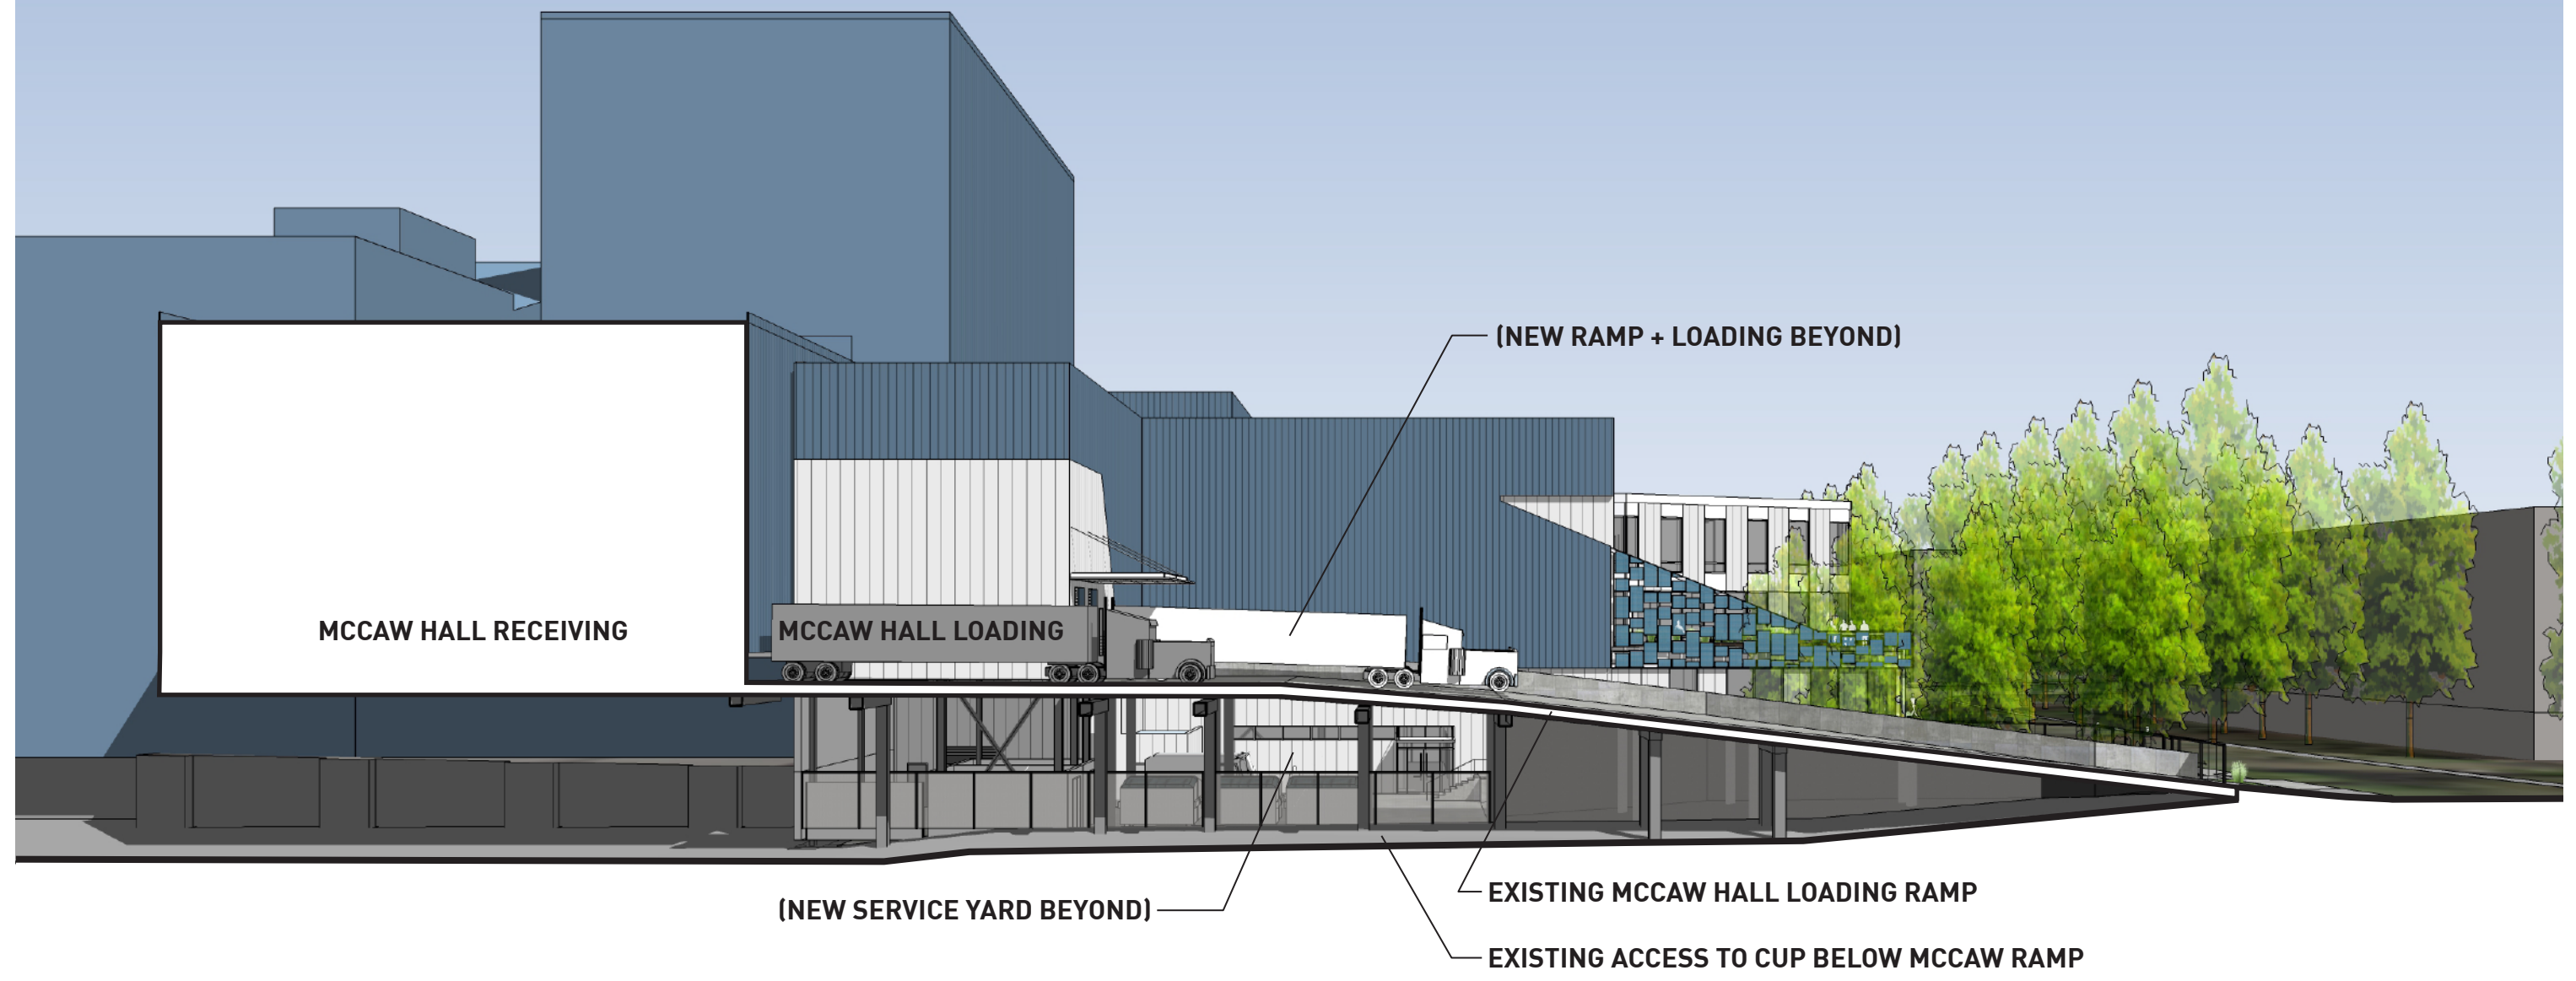 (NEW RAMP + LOADING BEYOND)
MCCAW HALL RECEIVING
MCCAW HALL LOADING
EXISTING MCCAW HALL LOADING RAMP
(NEW SERVICE YARD BEYOND)
EXISTING ACCESS TO CUP BELOW MCCAW RAMP